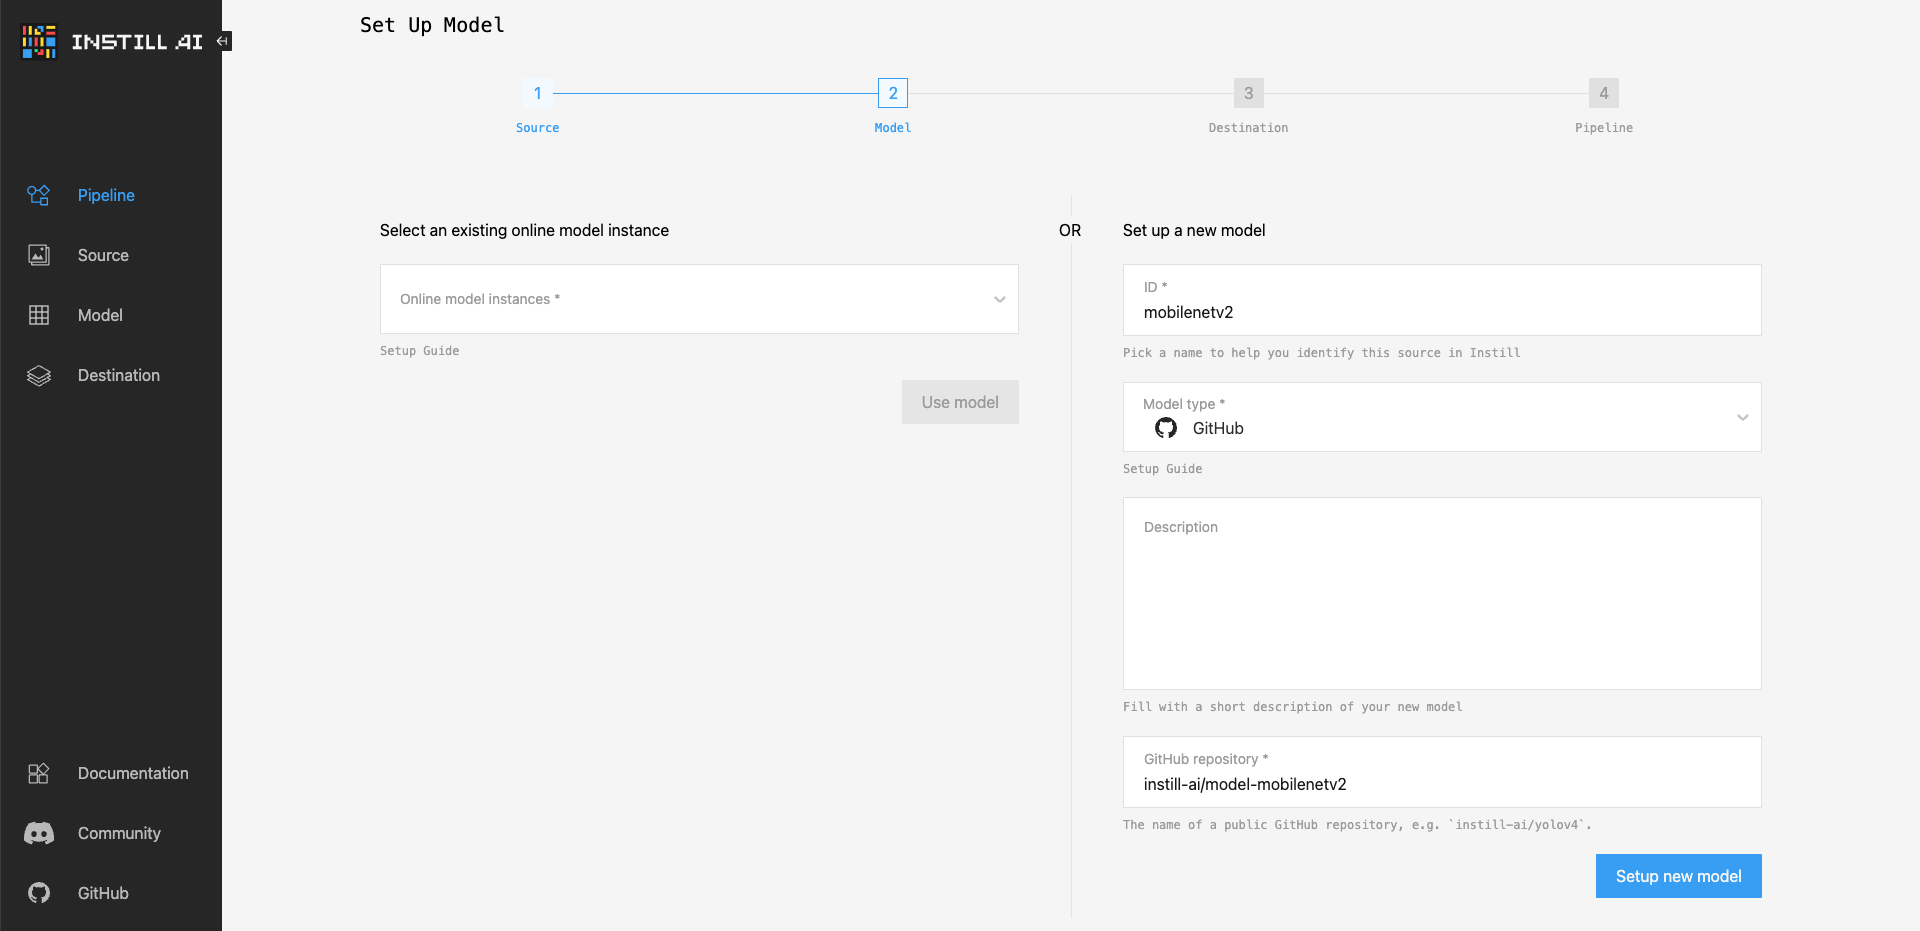 INSTILL AI
Pipeline
Source
Model
Destination
Documentation
Community
GitHub
Set Up Model
1
2
3
4
Source
Model
Destination
Pipeline
Select an existing online model instance
Online model instances *
Setup Guide
Use model
OR
Set up a new model
ID *
mobilenetv2
Pick a name to help you identify this source in Instill
Model type *
GitHub
Setup Guide
Description
Fill with a short description of your new model
GitHub repository *
instill-ai/model-mobilenetv2
The name of a public GitHub repository, e.g. `instill-ai/yolov4`.
Setup new model